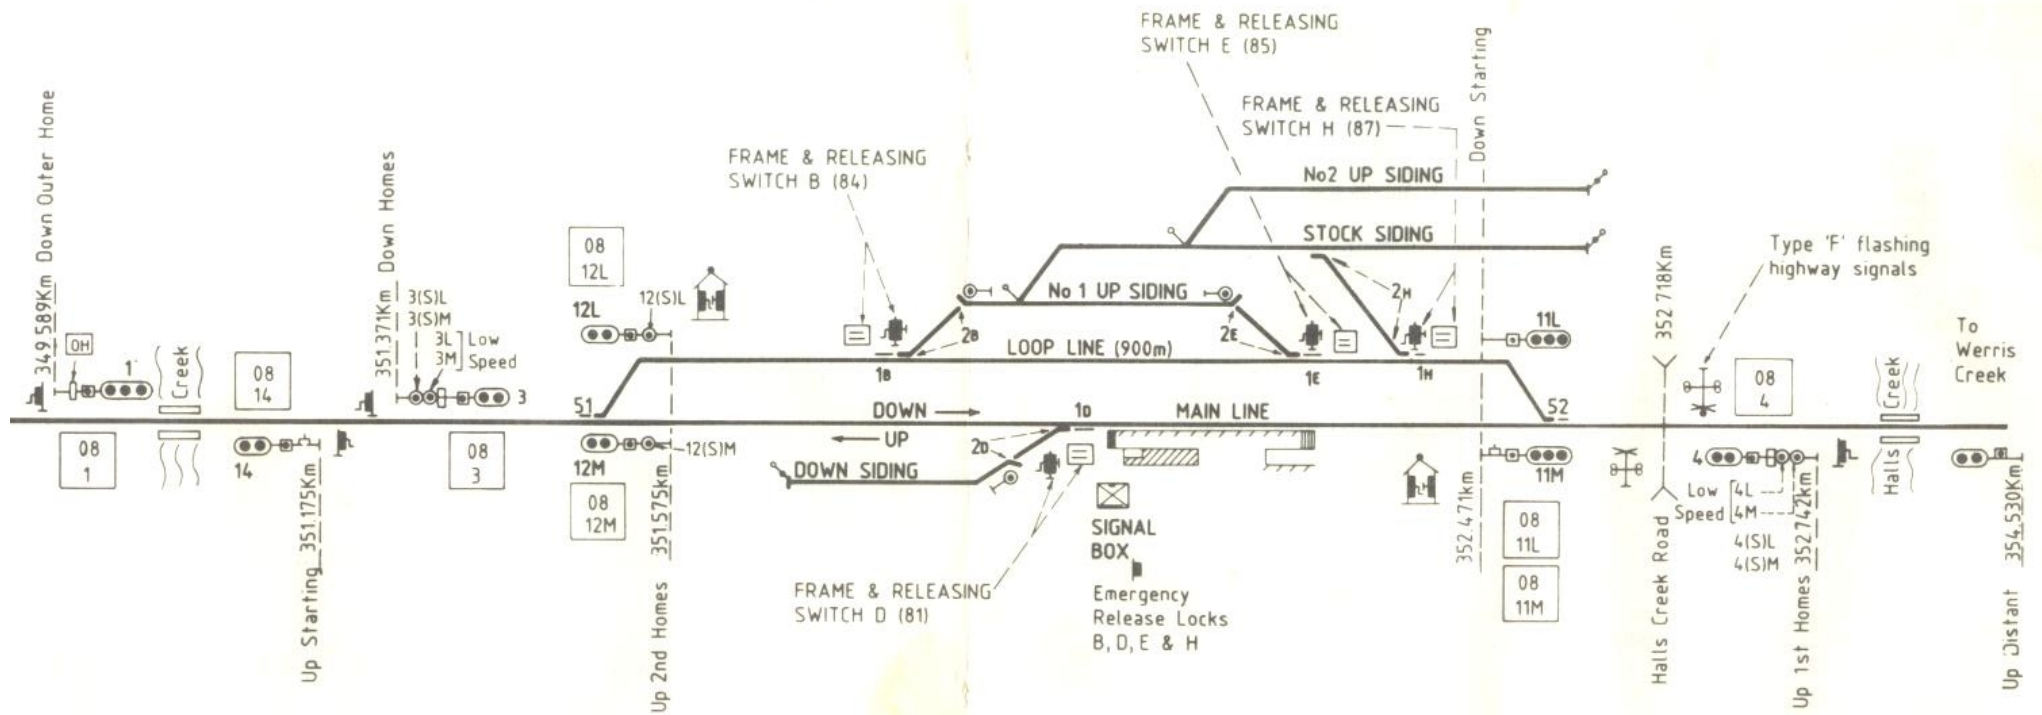 FRAME & RELEASING
SWITCH E (85)
FRAME & RELEASING
SWITCH H (87)
FRAME & RELEASING
SWITCH B (84)
Down Starting
349.589Km Down Outer Home
351.371Km Down Homes
OH
1
Creek
08
14
3(S)L
3(S)M
3L Low
3M Speed
3
08
12L
12L
12(S)L
No2 UP SIDING
STOCK SIDING
No 1 UP SIDING
2B
2E
2H
LOOP LINE (900m)
1B
1E
1H
11L
352.718Km
Type 'F' flashing
highway signals
08
4
Creek
To
Werris
Creek
51
DOWN
1D
MAIN LINE
52
UP
08
1
14
08
3
12M
12(S)M
08
12M
2D
DOWN SIDING
11M
4
Low 4L
Speed 4M
4(S)L
4(S)M
Halls
351.175Km
Up Starting
351.575Km
Up 2nd Homes
SIGNAL
BOX
Emergency
Release Locks
B, D, E & H
FRAME & RELEASING
SWITCH D (81)
352.471km
08
11L
08
11M
Halls Creek Road
352.742km
Up 1st Homes
354.530Km
Up Distant